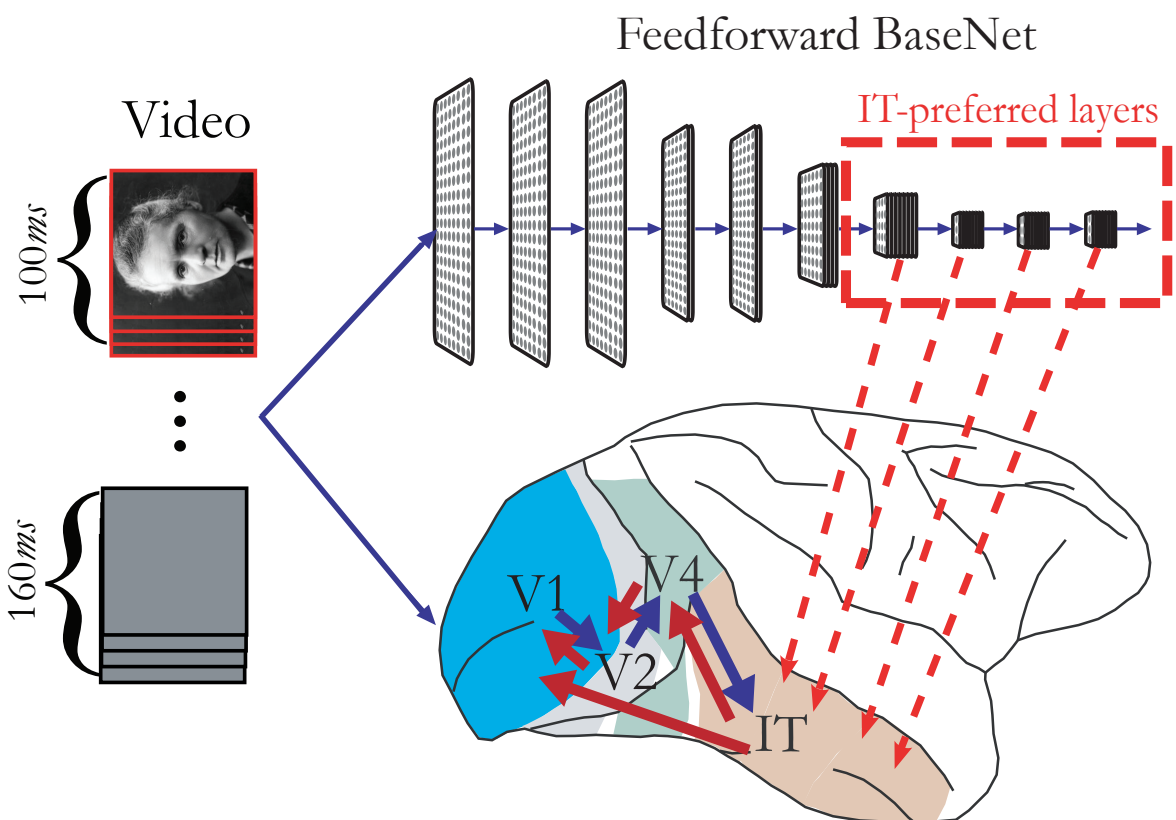 Feedforward BaseNet
Video
IT-preferred layers
100ms
160ms
V1
V4
V2
IT